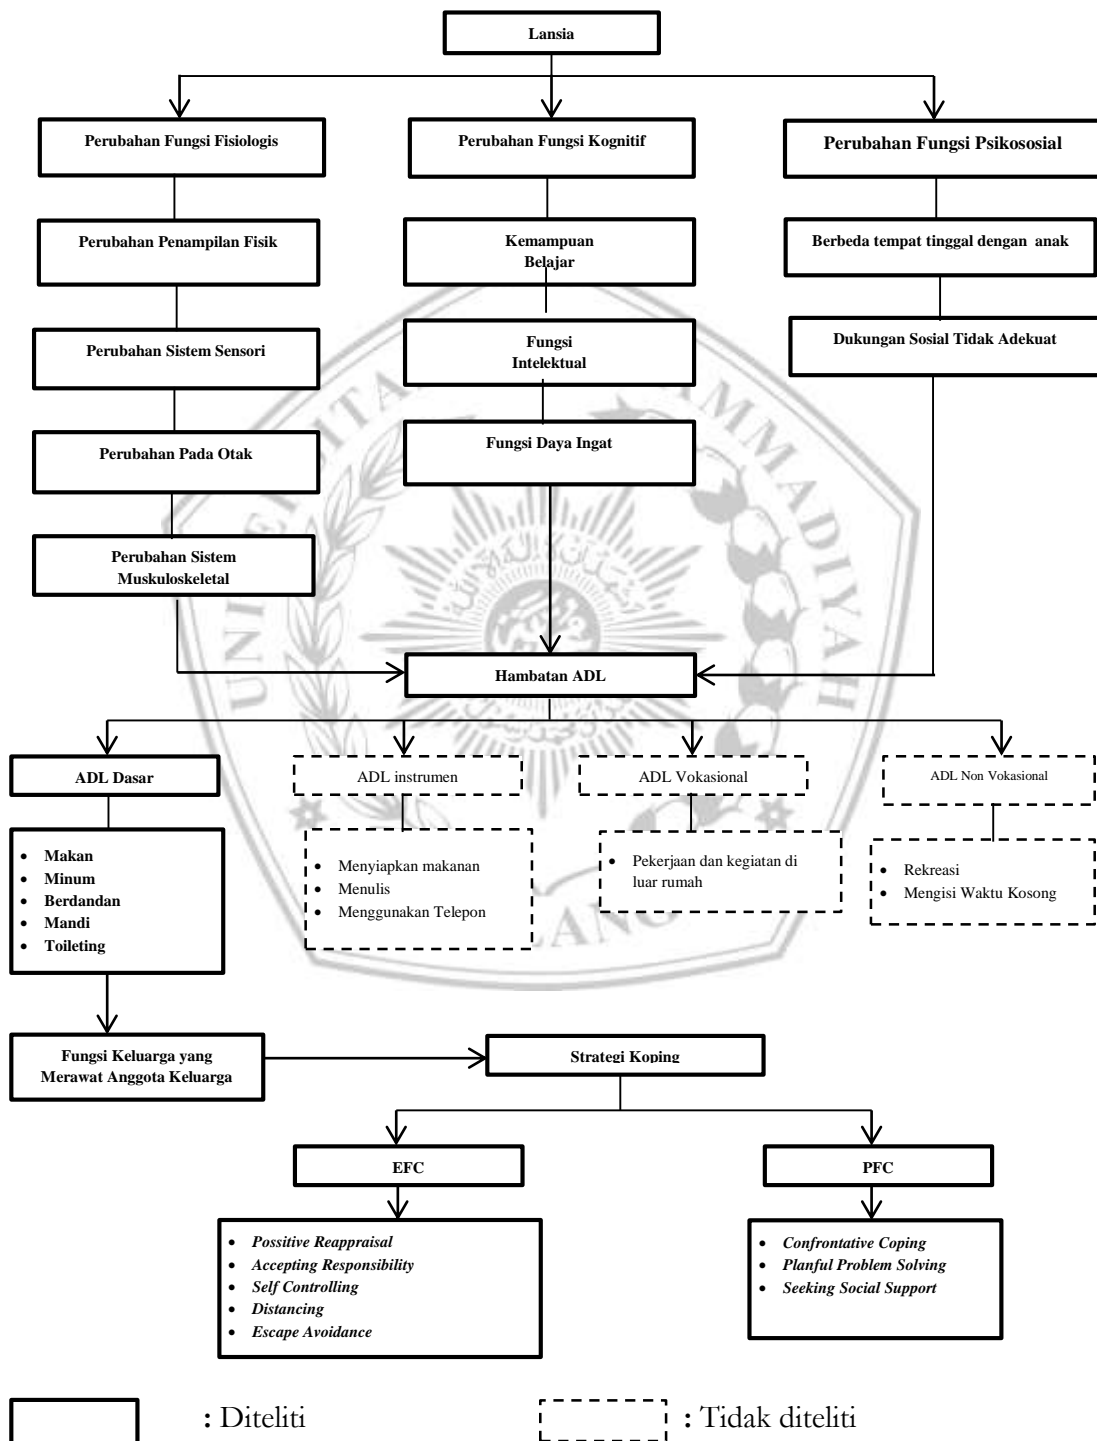 Lansia
Perubahan Fungsi Fisiologis
Perubahan Fungsi Kognitif
Perubahan Fungsi Psikososial
Perubahan Penampilan Fisik
Kemampuan
Belajar
Berbeda tempat tinggal dengan anak
Perubahan Sistem Sensori
Fungsi
Intelektual
Dukungan Sosial Tidak Adekuat
Perubahan Pada Otak
Fungsi Daya Ingat
Perubahan Sistem
Muskuloskeletal
Hambatan ADL
ADL Dasar
ADL instrumen
ADL Vokasional
ADL Non Vokasional
• Makan
• Minum
• Berdandan
• Mandi
• Toileting
• Menyiapkan makanan
• Menulis
• Menggunakan Telepon
• Pekerjaan dan kegiatan di
luar rumah
• Rekreasi
• Mengisi Waktu Kosong
Fungsi Keluarga yang
Merawat Anggota Keluarga
Strategi Koping
EFC
PFC
• Possitive Reappraisal
• Accepting Responsibility
• Self Controlling
• Distancing
• Escape Avoidance
• Confrontative Coping
• Planful Problem Solving
• Seeking Social Support
: Diteliti
: Tidak diteliti